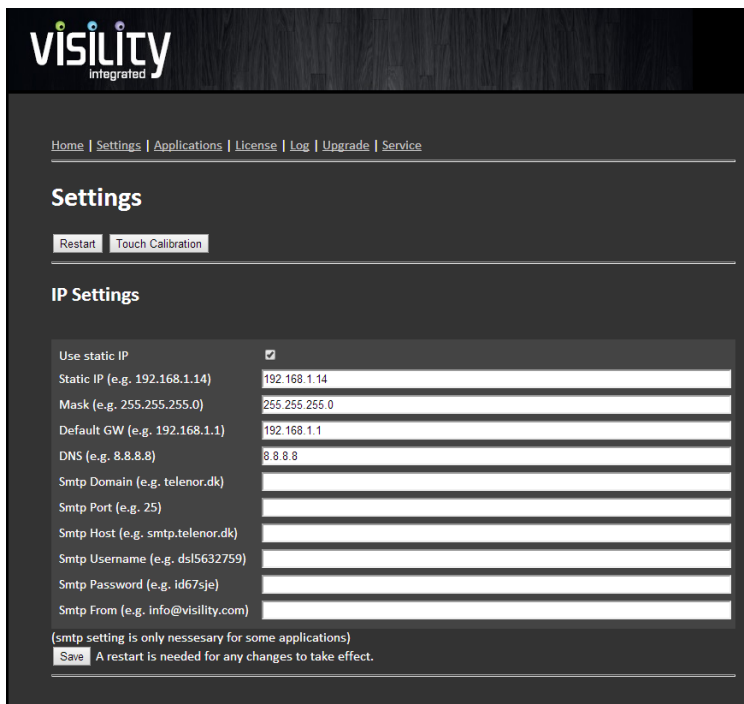 visility
integrated
Home | Settings | Applications | License | Log | Upgrade | Service
Settings
Restart Touch Calibration
IP Settings
Use static IP
Static IP (e.g. 192.168.1.14) 192.168.1.14
Mask (e.g. 255.255.255.0) 255.255.255.0
Default GW (e.g. 192.168.1.1) 192.168.1.1
DNS (e.g. 8.8.8.8) 8.8.8.8
Smtp Domain (e.g. telenor.dk)
Smtp Port (e.g. 25)
Smtp Host (e.g. smtp.telenor.dk)
Smtp Username (e.g. dsl5632759)
Smtp Password (e.g. id67sje)
Smtp From (e.g. info@visility.com)
(smtp setting is only nessesary for some applications)
Save A restart is needed for any changes to take effect.